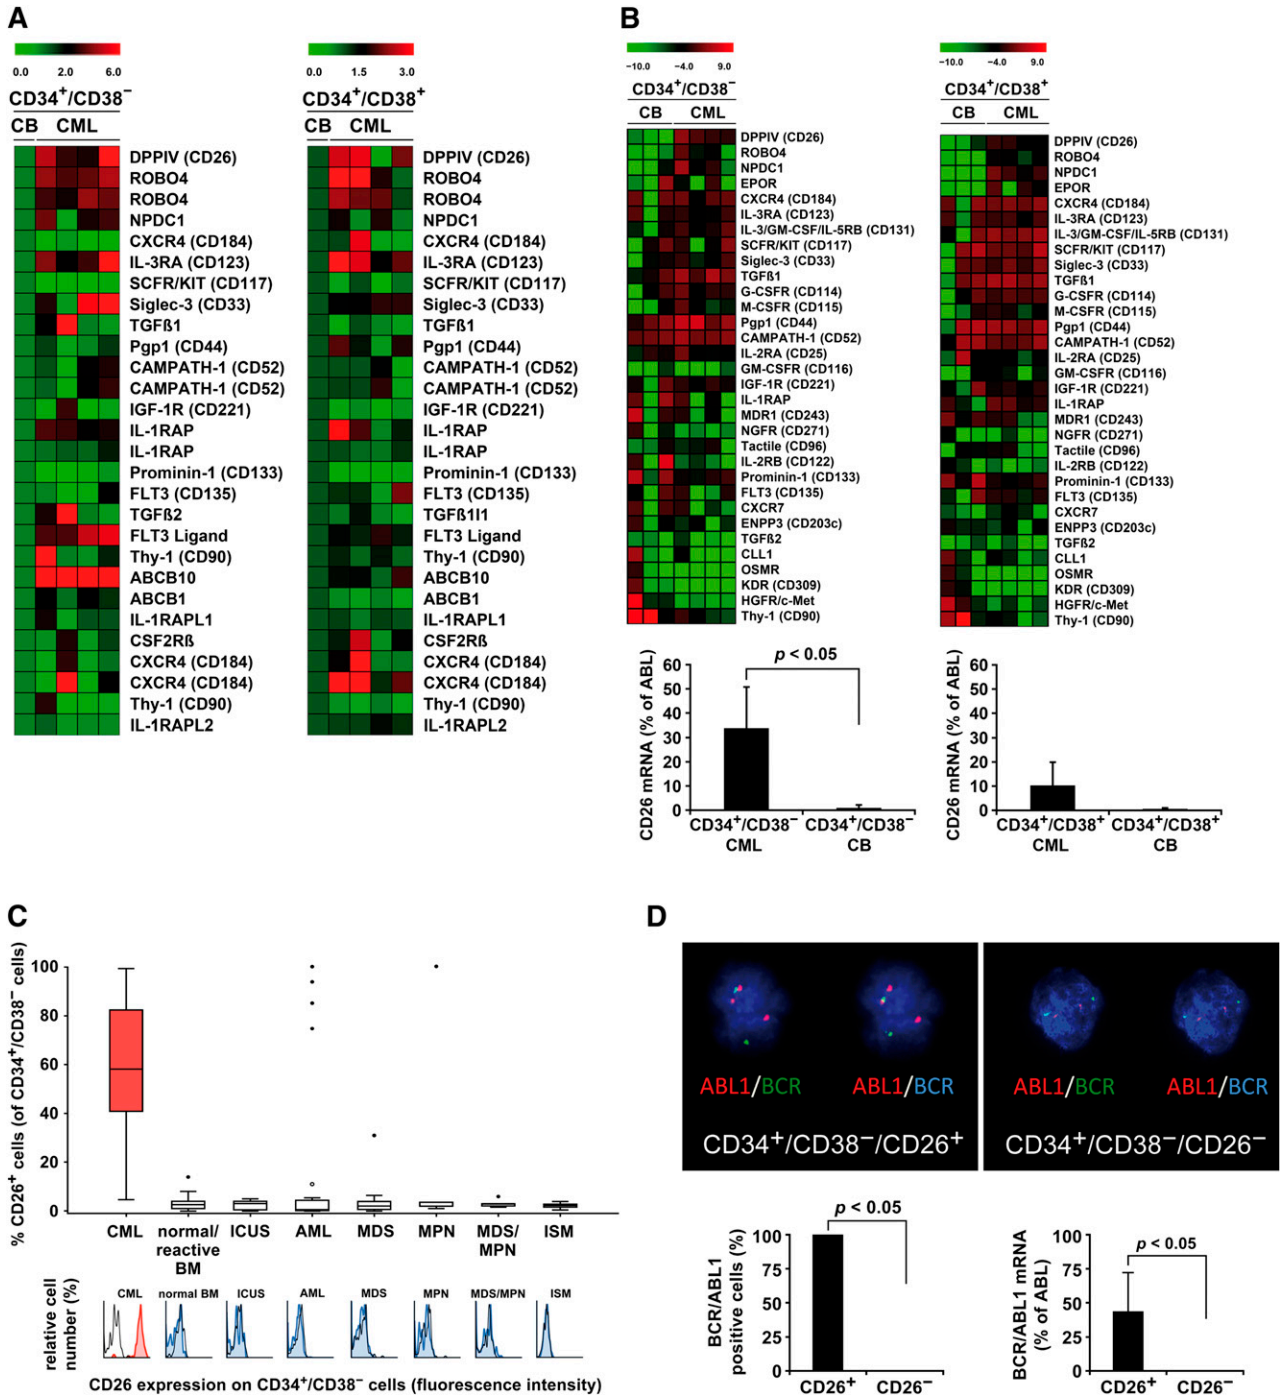 A
0.0 2.0 6.0
CD34⁺/CD38⁻
CB CML
DPPIV (CD26)
ROBO4
ROBO4
NPDC1
CXCR4 (CD184)
IL-3RA (CD123)
SCFR/KIT (CD117)
Siglec-3 (CD33)
TGFß1
Pgp1 (CD44)
CAMPATH-1 (CD52)
CAMPATH-1 (CD52)
IGF-1R (CD221)
IL-1RAP
IL-1RAP
Prominin-1 (CD133)
FLT3 (CD135)
TGFß2
FLT3 Ligand
Thy-1 (CD90)
ABCB10
ABCB1
IL-1RAPL1
CSF2Rß
CXCR4 (CD184)
CXCR4 (CD184)
Thy-1 (CD90)
IL-1RAPL2
0.0 1.5 3.0
CD34⁺/CD38⁺
CB CML
DPPIV (CD26)
ROBO4
ROBO4
NPDC1
CXCR4 (CD184)
IL-3RA (CD123)
SCFR/KIT (CD117)
Siglec-3 (CD33)
TGFß1
Pgp1 (CD44)
CAMPATH-1 (CD52)
CAMPATH-1 (CD52)
IGF-1R (CD221)
IL-1RAP
IL-1RAP
Prominin-1 (CD133)
FLT3 (CD135)
TGFß1I1
FLT3 Ligand
Thy-1 (CD90)
ABCB10
ABCB1
IL-1RAPL1
CSF2Rß
CXCR4 (CD184)
CXCR4 (CD184)
Thy-1 (CD90)
IL-1RAPL2
B
−10.0 −4.0 9.0
CD34⁺/CD38⁻
CB CML
DPPIV (CD26)
ROBO4
NPDC1
EPOR
CXCR4 (CD184)
IL-3RA (CD123)
IL-3/GM-CSF/IL-5RB (CD131)
SCFR/KIT (CD117)
Siglec-3 (CD33)
TGFß1
G-CSFR (CD114)
M-CSFR (CD115)
Pgp1 (CD44)
CAMPATH-1 (CD52)
IL-2RA (CD25)
GM-CSFR (CD116)
IGF-1R (CD221)
IL-1RAP
MDR1 (CD243)
NGFR (CD271)
Tactile (CD96)
IL-2RB (CD122)
Prominin-1 (CD133)
FLT3 (CD135)
CXCR7
ENPP3 (CD203c)
TGFß2
CLL1
OSMR
KDR (CD309)
HGFR/c-Met
Thy-1 (CD90)
−10.0 −4.0 9.0
CD34⁺/CD38⁺
CB CML
DPPIV (CD26)
ROBO4
NPDC1
EPOR
CXCR4 (CD184)
IL-3RA (CD123)
IL-3/GM-CSF/IL-5RB (CD131)
SCFR/KIT (CD117)
Siglec-3 (CD33)
TGFß1
G-CSFR (CD114)
M-CSFR (CD115)
Pgp1 (CD44)
CAMPATH-1 (CD52)
IL-2RA (CD25)
GM-CSFR (CD116)
IGF-1R (CD221)
IL-1RAP
MDR1 (CD243)
NGFR (CD271)
Tactile (CD96)
IL-2RB (CD122)
Prominin-1 (CD133)
FLT3 (CD135)
CXCR7
ENPP3 (CD203c)
TGFß2
CLL1
OSMR
KDR (CD309)
HGFR/c-Met
Thy-1 (CD90)
CD26 mRNA (% of ABL)
60
50
40
30
20
10
0
p < 0.05
CD34⁺/CD38⁻ CD34⁺/CD38⁻
CML CB
CD26 mRNA (% of ABL)
60
50
40
30
20
10
0
CD34⁺/CD38⁺ CD34⁺/CD38⁺
CML CB
C
% CD26⁺ cells (of CD34⁺/CD38⁻ cells)
100
80
60
40
20
0
CML normal/ ICUS AML MDS MPN MDS/ ISM
reactive MPN
BM
relative cell
number (%)
CML normal BM ICUS AML MDS MPN MDS/MPN ISM
CD26 expression on CD34⁺/CD38⁻ cells (fluorescence intensity)
D
ABL1/BCR ABL1/BCR
CD34⁺/CD38⁻/CD26⁺
ABL1/BCR ABL1/BCR
CD34⁺/CD38⁻/CD26⁻
BCR/ABL1
positive cells (%)
100
75
50
25
0
p < 0.05
CD26⁺ CD26⁻
BCR/ABL1 mRNA
(% of ABL)
100
75
50
25
0
p < 0.05
CD26⁺ CD26⁻